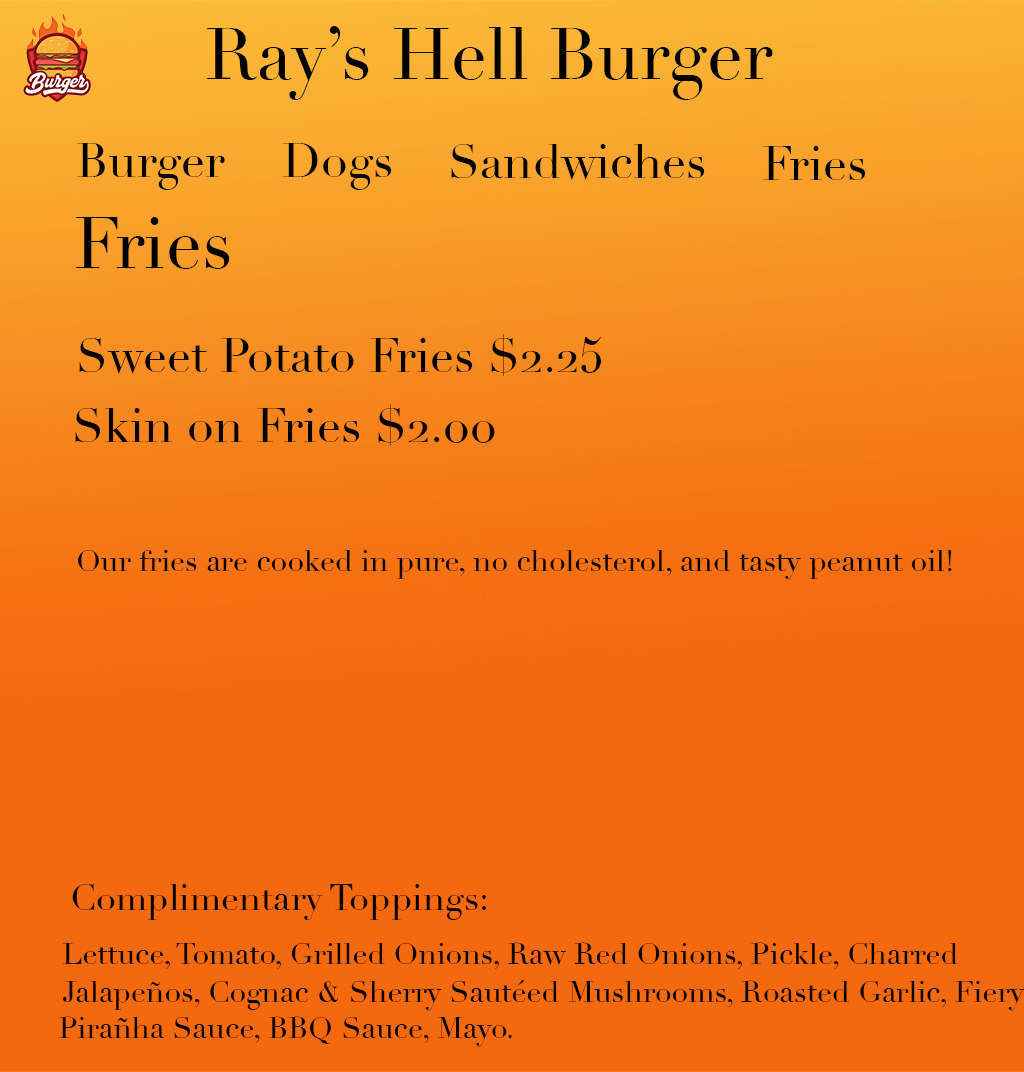 Burger
Ray’s Hell Burger
Burger Dogs Sandwiches Fries
Fries
Sweet Potato Fries $2.25
Skin on Fries $2.00
Our fries are cooked in pure, no cholesterol, and tasty peanut oil!
Complimentary Toppings:
Lettuce, Tomato, Grilled Onions, Raw Red Onions, Pickle, Charred
Jalapeños, Cognac & Sherry Sautéed Mushrooms, Roasted Garlic, Fiery
Pirañha Sauce, BBQ Sauce, Mayo.